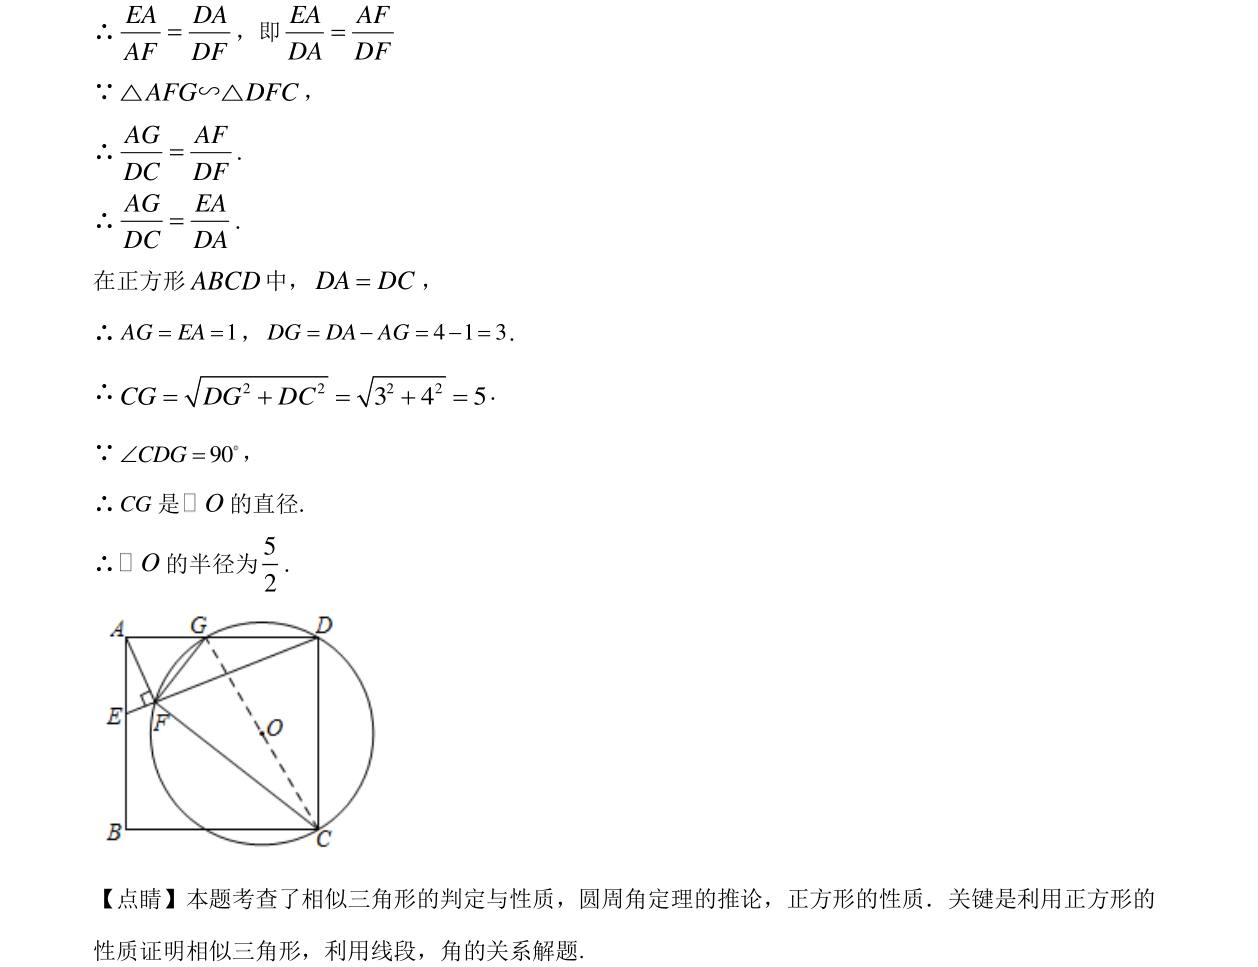 ∴ EA/AF = DA/DF，即 EA/DA = AF/DF
∵ △AFG∽△DFC，
∴ AG/DC = AF/DF．
∴ AG/DC = EA/DA．
在正方形 ABCD 中， DA = DC ，
∴ AG = EA = 1， DG = DA − AG = 4 − 1 = 3．
∴ CG = √(DG² + DC²) = √(3² + 4²) = 5．
∵ ∠CDG = 90°，
∴ CG 是□ O 的直径．
∴□ O 的半径为 5/2．
A G D
E F O
B C
【点睛】本题考查了相似三角形的判定与性质，圆周角定理的推论，正方形的性质．关键是利用正方形的
性质证明相似三角形，利用线段，角的关系解题．